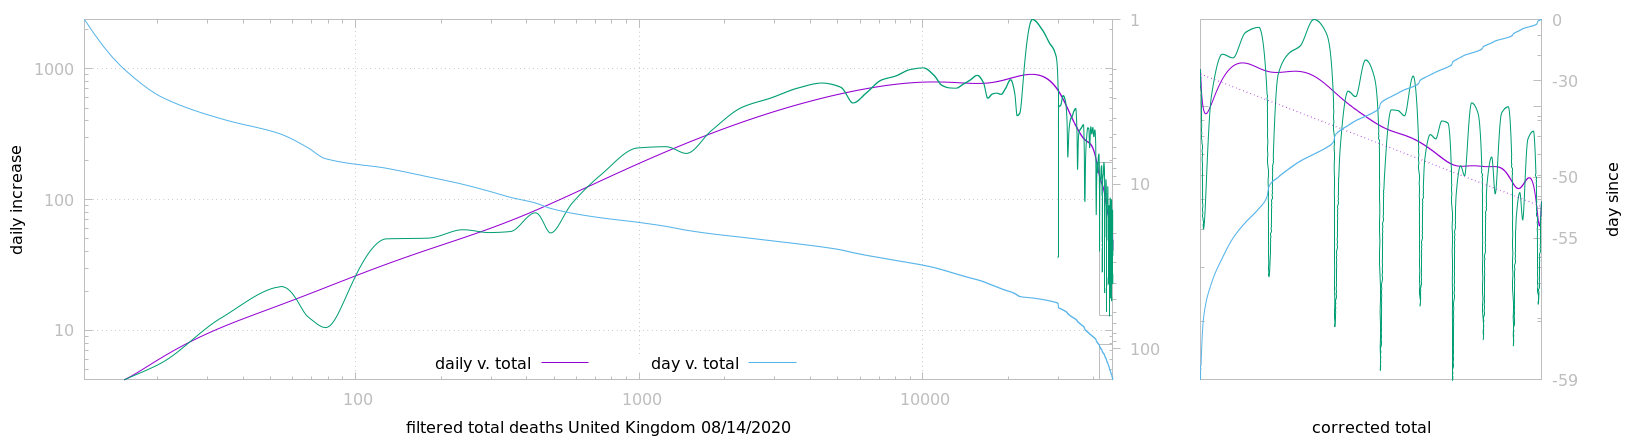 daily increase
1000
100
10
daily v. total
day v. total
100
1000
10000
filtered total deaths United Kingdom 08/14/2020
1
10
100
0
-30
-50
-55
-59
day since
corrected total